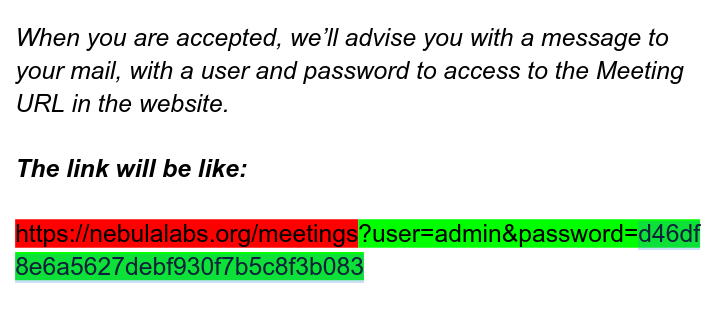 When you are accepted, we’ll advise you with a message to
your mail, with a user and password to access to the Meeting
URL in the website.
The link will be like:
https://nebulalabs.org/meetings?user=admin&password=d46df
8e6a5627debf930f7b5c8f3b083